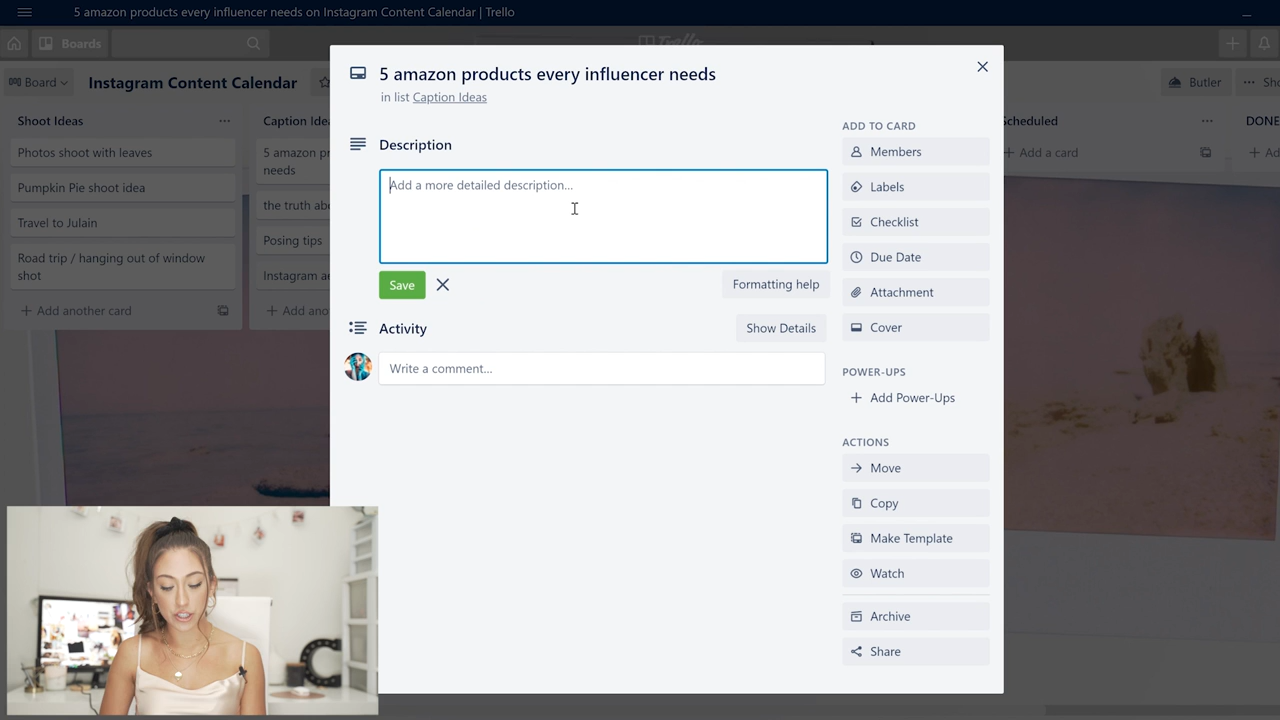 5 amazon products every influencer needs on Instagram Content Calendar | Trello
Boards
Trello
Board
Instagram Content Calendar
Butler
Shoot Ideas
Photos shoot with leaves
Pumpkin Pie shoot idea
Travel to Julain
Road trip / hanging out of window
shot
+ Add another card
Caption
5 amazon
needs
the truth
Posing tips
Instagram
+ Add
5 amazon products every influencer needs
in list Caption Ideas
Description
Add a more detailed description...
Save
Formatting help
Activity
Show Details
Write a comment...
ADD TO CARD
Members
Labels
Checklist
Due Date
Attachment
Cover
POWER-UPS
+ Add Power-Ups
ACTIONS
Move
Copy
Make Template
Watch
Archive
Share
Scheduled
+ Add a card
DONE
C